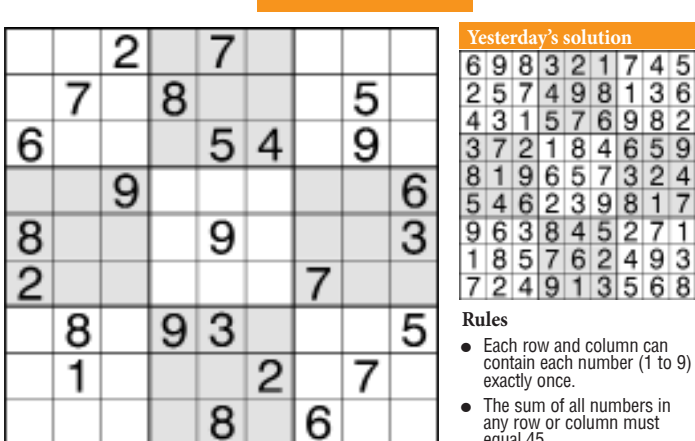 2 7
7 8 5
6 5 4 9
9 6
8 9 3
2 7
8 9 3 5
1 2 7
8 6
Yesterday's solution
6 9 8 3 2 1 7 4 5
2 5 7 4 9 8 1 3 6
4 3 1 5 7 6 9 8 2
3 7 2 1 8 4 6 5 9
8 1 9 6 5 7 3 2 4
5 4 6 2 3 9 8 1 7
9 6 3 8 4 5 2 7 1
1 8 5 7 6 2 4 9 3
7 2 4 9 1 3 5 6 8
Rules
● Each row and column can
contain each number (1 to 9)
exactly once.
● The sum of all numbers in
any row or column must
equal 45